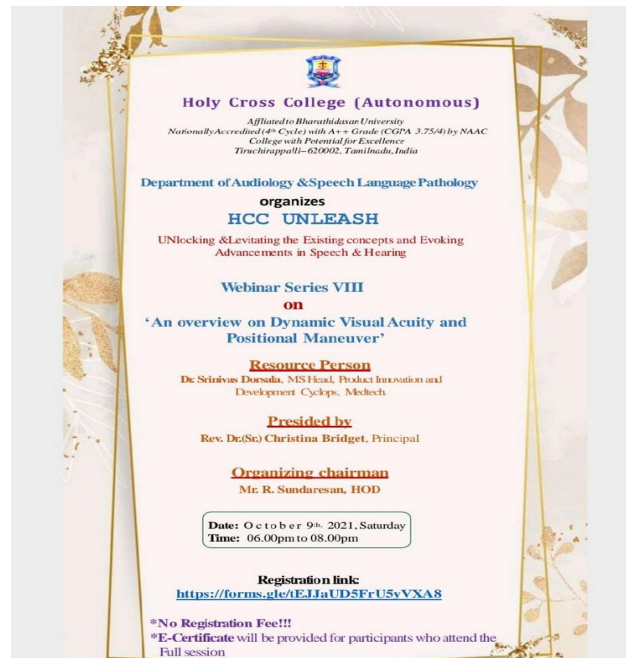 Holy Cross College (Autonomous)
Affliated to Bharathidasan University
Nationally Accredited (4th Cycle) with A++ Grade (CGPA 3.75/4) by NAAC
College with Potential for Excellence
Tiruchirappalli–620002, Tamilnadu, India
Department of Audiology & Speech Language Pathology
organizes
HCC UNLEASH
UNlocking &Levitating the Existing concepts and Evoking
Advancements in Speech & Hearing
Webinar Series VIII
on
‘An overview on Dynamic Visual Acuity and
Positional Maneuver’
Resource Person
Dr. Srinivas Dorsala, MS Head, Product Innovation and
Development Cyclops, Medtech.
Presided by
Rev. Dr.(Sr.) Christina Bridget, Principal
Organizing chairman
Mr. R. Sundaresan, HOD
Date: October 9th, 2021, Saturday
Time: 06.00pm to 08.00pm
Registration link:
https://forms.gle/tEJJaUD5FrU5yVXA8
*No Registration Fee!!!
*E-Certificate will be provided for participants who attend the
Full session